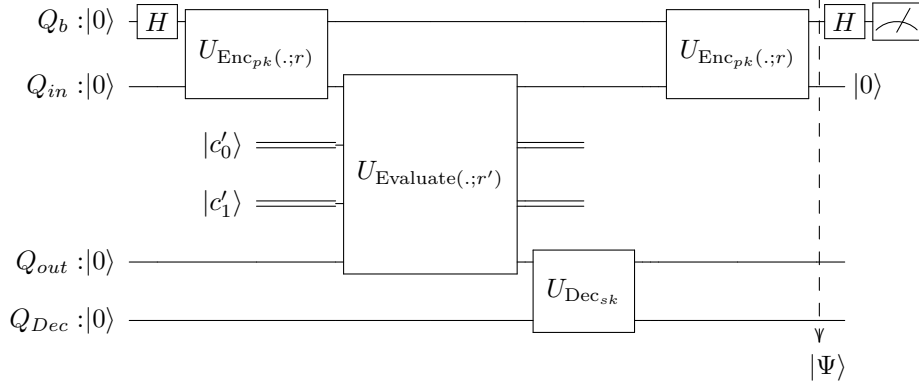 Q_b :|0⟩ H U_{Enc_{pk}(.;r)} U_{Enc_{pk}(.;r)} H
Q_{in} :|0⟩ |0⟩
|c'_0⟩
U_{Evaluate(.;r')}
|c'_1⟩
Q_{out} :|0⟩
U_{Dec_{sk}}
Q_{Dec} :|0⟩
|Ψ⟩